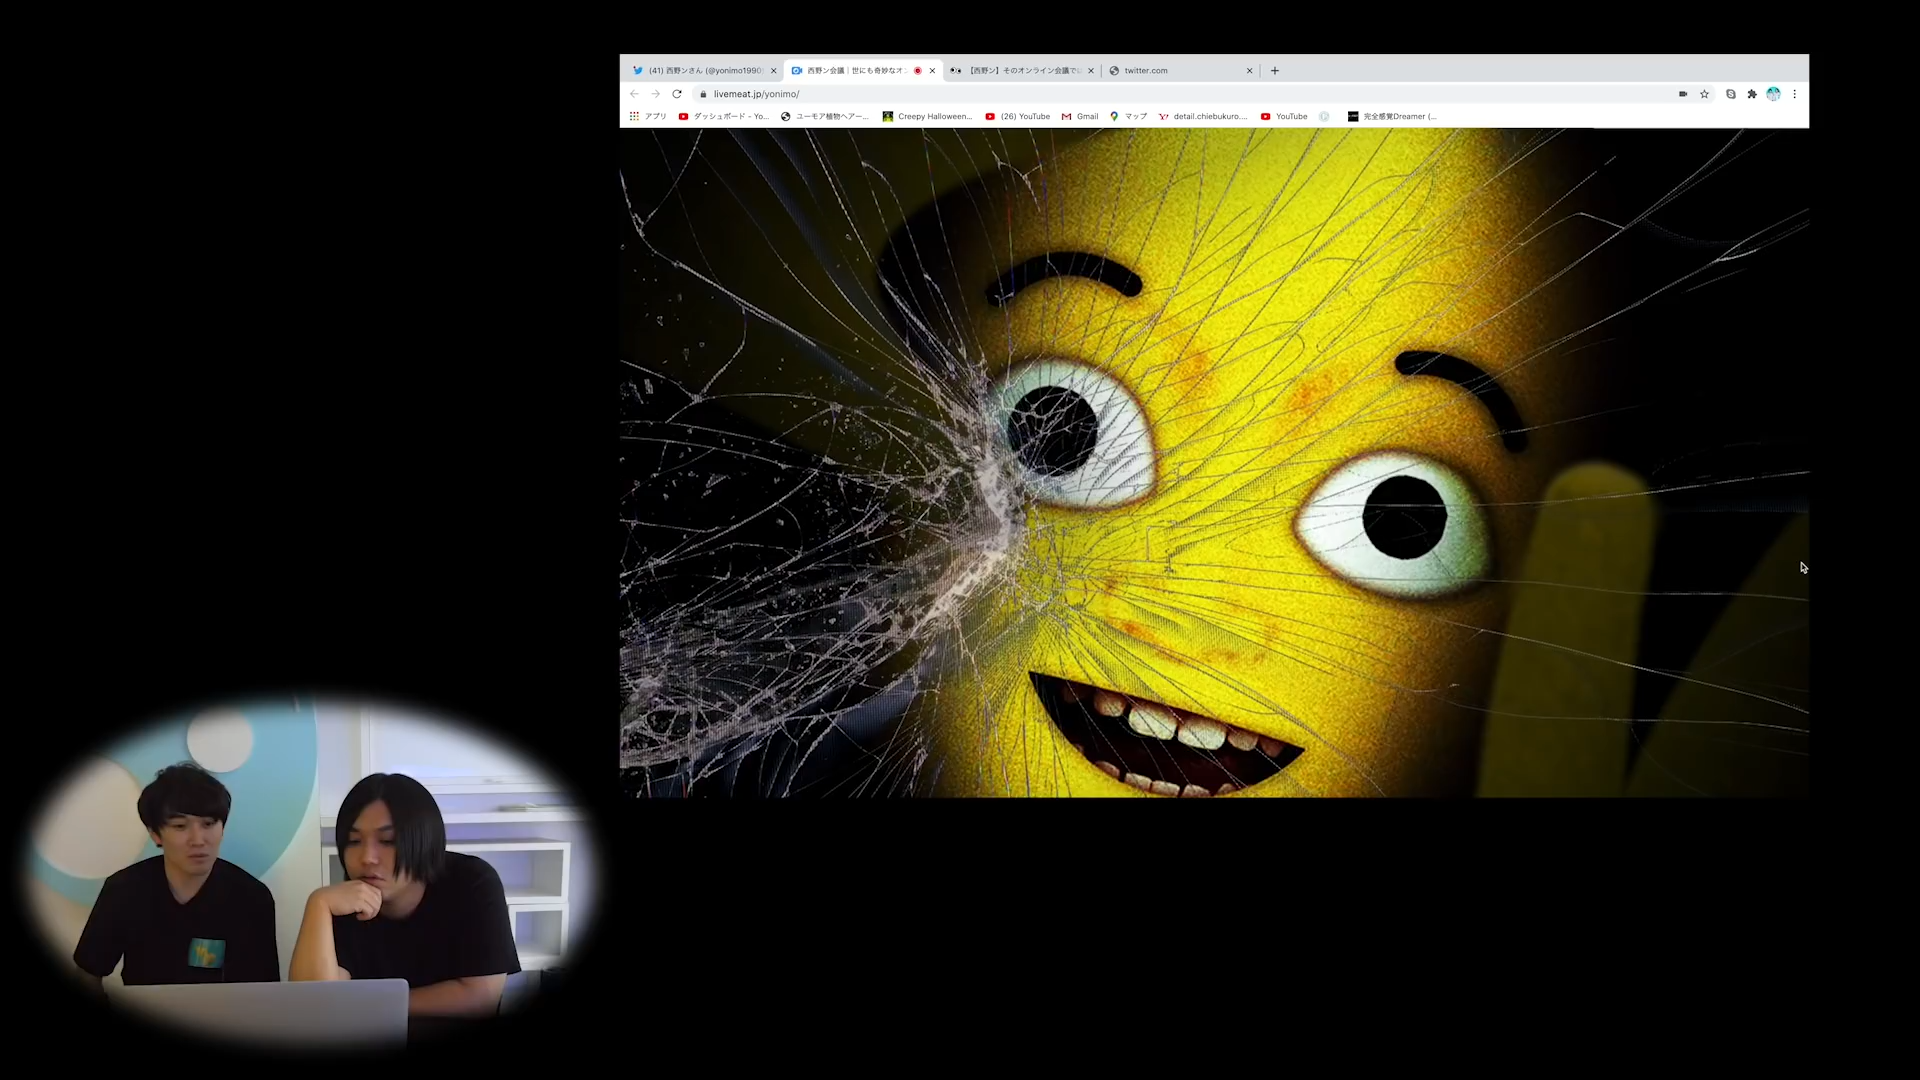 (41) 西野ンさん (@yonimo1990
西野ン会議｜世にも奇妙なオン
【西野ン】そのオンライン会議では
twitter.com
livemeat.jp/yonimo/
アプリ
ダッシュボード - Yo...
ユーモア植物ヘアー...
Creepy Halloween...
(26) YouTube
Gmail
マップ
detail.chiebukuro....
YouTube
完全感覚Dreamer (...